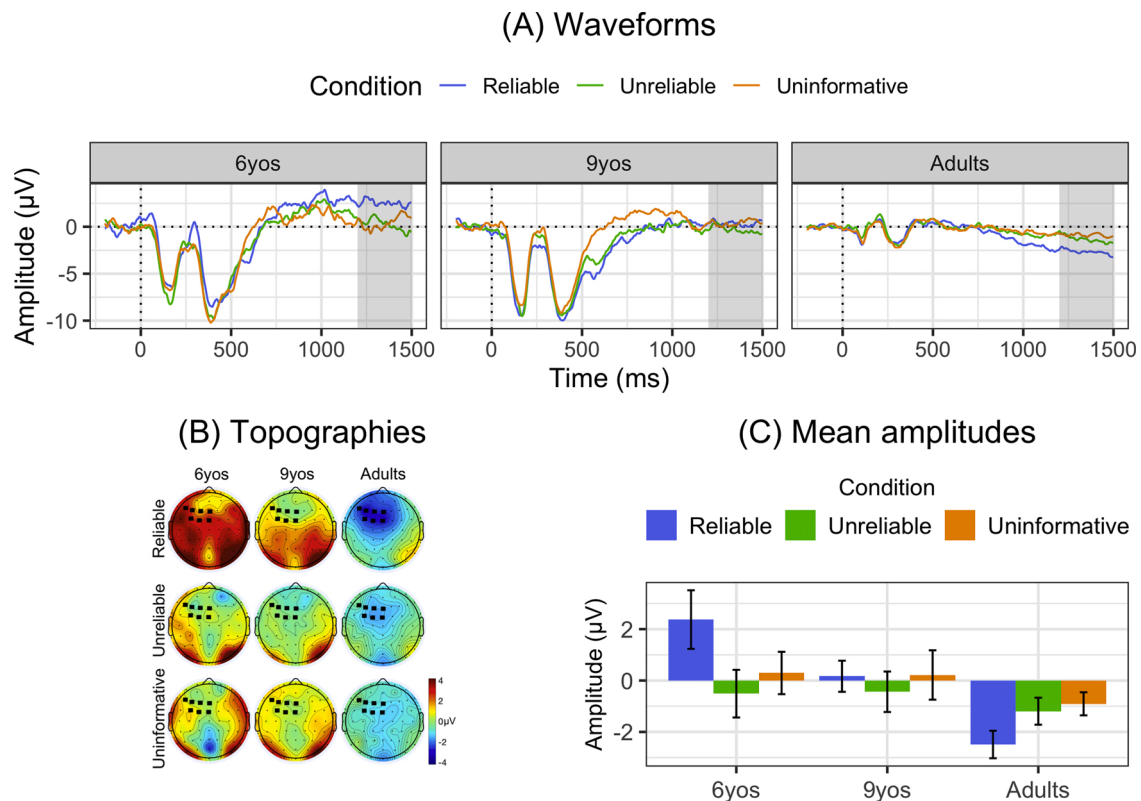 (A) Waveforms
Condition Reliable Unreliable Uninformative
6yos 9yos Adults
Amplitude (µV)
0
-5
-10
0 500 1000 1500 0 500 1000 1500 0 500 1000 1500
Time (ms)
(B) Topographies
6yos 9yos Adults
Reliable
Unreliable
Uninformative
4
2
0µV
-2
-4
(C) Mean amplitudes
Condition
Reliable Unreliable Uninformative
Amplitude (µV)
2
0
-2
6yos 9yos Adults